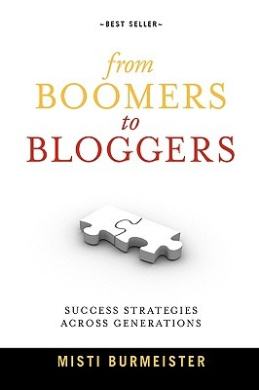 ~BEST SELLER~
from
BOOMERS
to
BLOGGERS
SUCCESS STRATEGIES
ACROSS GENERATIONS
MISTI BURMEISTER